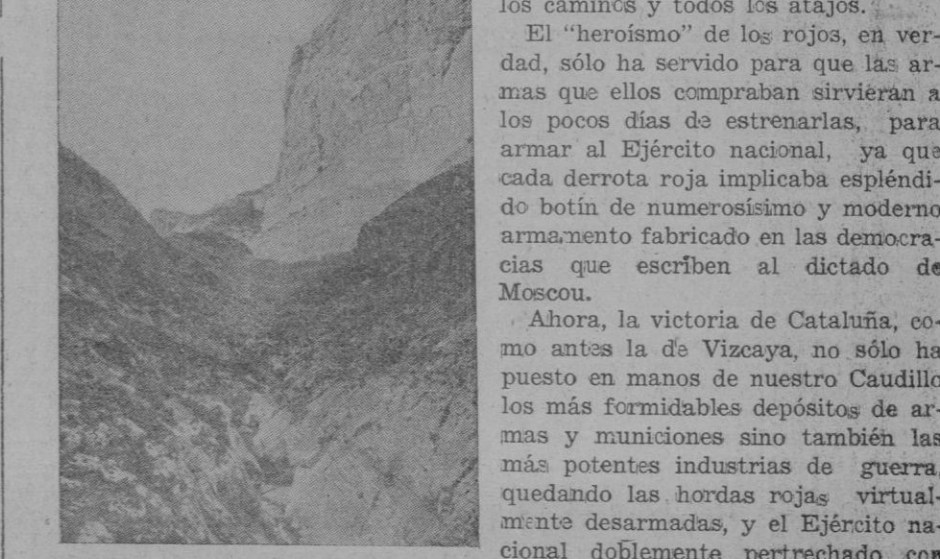 los caminos y todos los atajos.
El "heroísmo" de los rojos, en ver-
dad, sólo ha servido para que las ar-
mas que ellos compraban sirvieran a
los pocos días de estrenarlas, para
armar al Ejército nacional, ya que
cada derrota roja implicaba espléndi-
do botín de numerosísimo y moderno
armamento fabricado en las democra-
cias que escriben al dictado de
Moscou.
Ahora, la victoria de Cataluña, co-
mo antes la de Vizcaya, no sólo ha
puesto en manos de nuestro Caudillo
los más formidables depósitos de ar-
mas y municiones sino también las
más potentes industrias de guerra,
quedando las hordas rojas virtual-
mente desarmadas, y el Ejército na-
cional doblemente pertrechado con